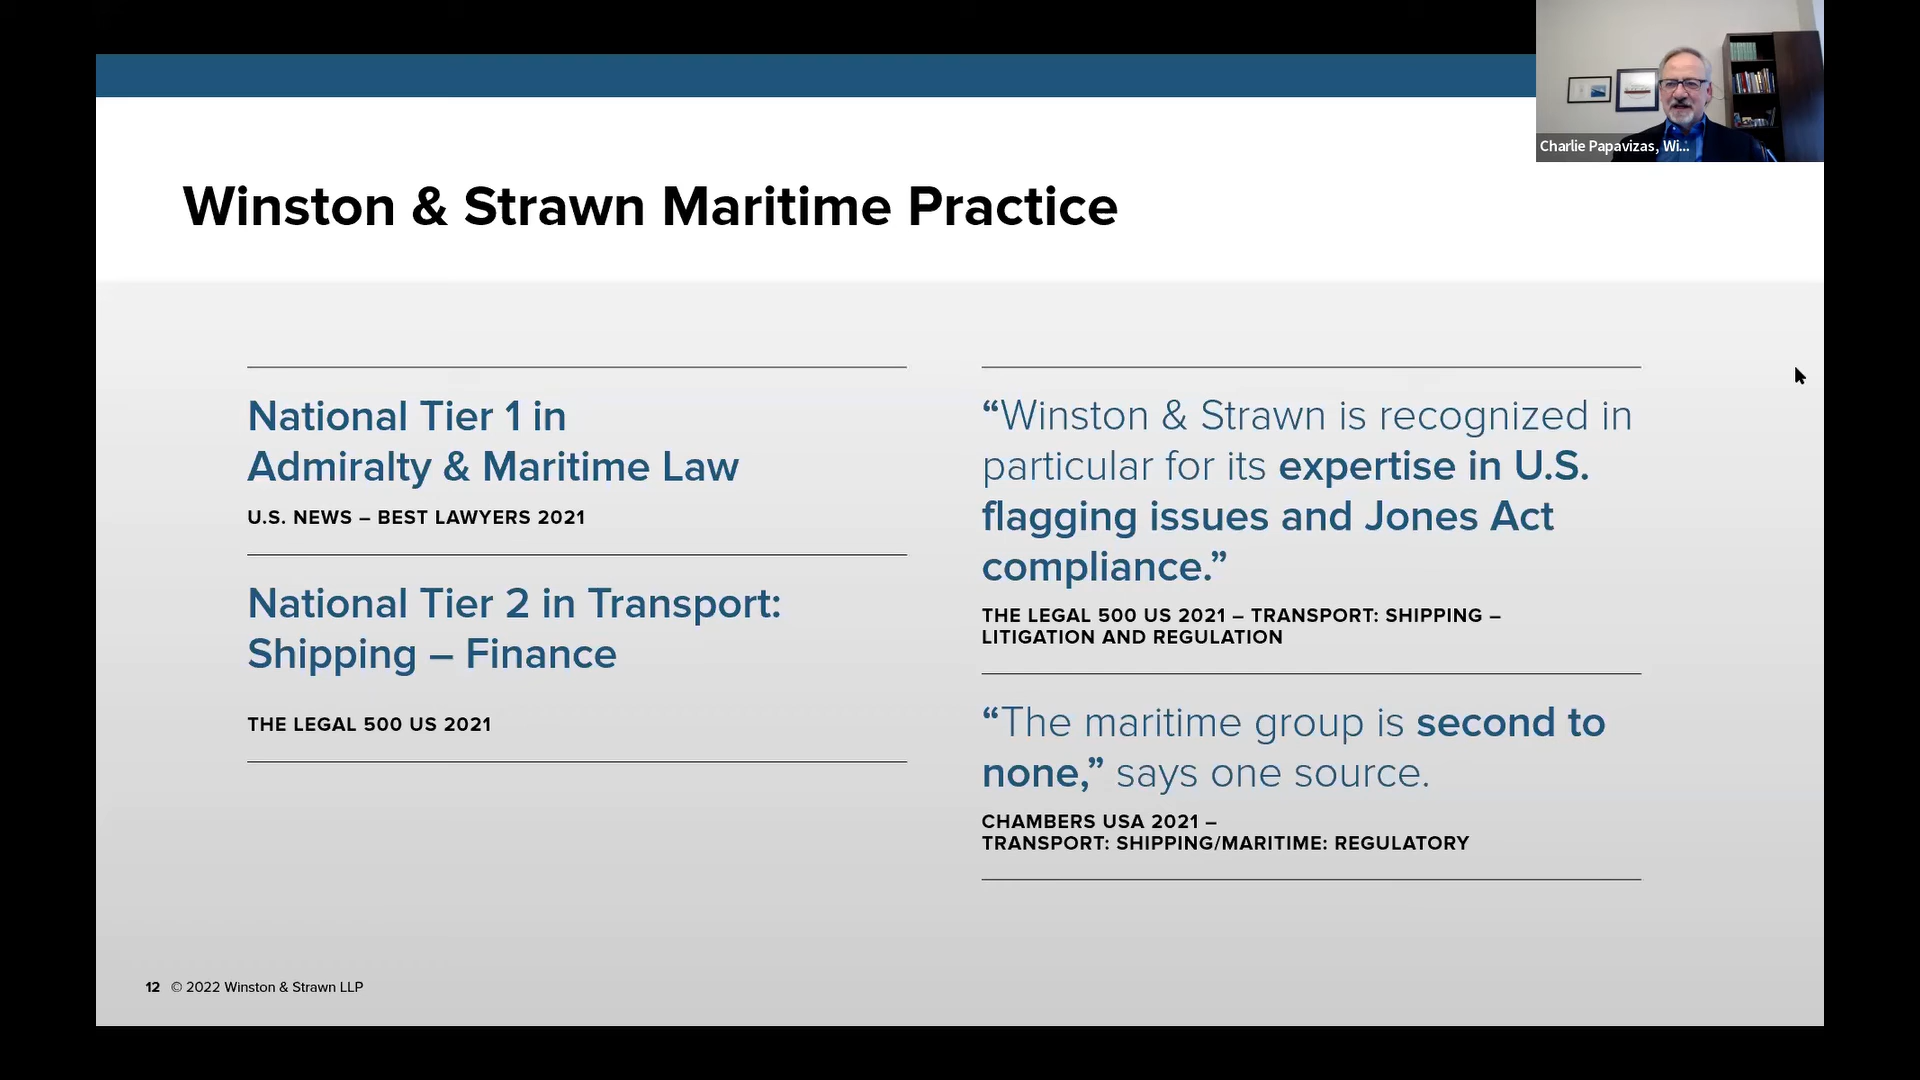 Charlie Papavizas, Wi...
Winston & Strawn Maritime Practice
National Tier 1 in
Admiralty & Maritime Law
U.S. NEWS – BEST LAWYERS 2021
National Tier 2 in Transport:
Shipping – Finance
THE LEGAL 500 US 2021
“Winston & Strawn is recognized in
particular for its expertise in U.S.
flagging issues and Jones Act
compliance.”
THE LEGAL 500 US 2021 – TRANSPORT: SHIPPING –
LITIGATION AND REGULATION
“The maritime group is second to
none,” says one source.
CHAMBERS USA 2021 –
TRANSPORT: SHIPPING/MARITIME: REGULATORY
12 © 2022 Winston & Strawn LLP